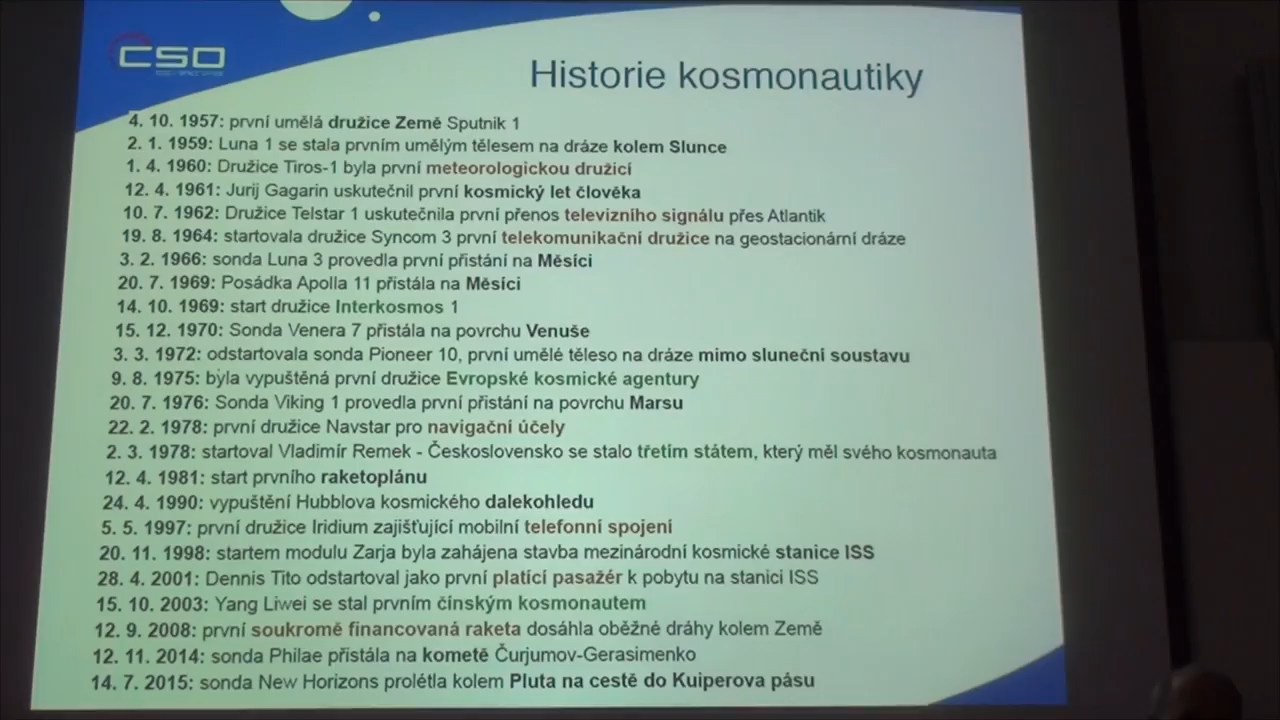 CSO
Historie kosmonautiky
4. 10. 1957: první umělá družice Země Sputnik 1
2. 1. 1959: Luna 1 se stala prvním umělým tělesem na dráze kolem Slunce
1. 4. 1960: Družice Tiros-1 byla první meteorologickou družicí
12. 4. 1961: Jurij Gagarin uskutečnil první kosmický let člověka
10. 7. 1962: Družice Telstar 1 uskutečnila první přenos televizního signálu přes Atlantik
19. 8. 1964: startovala družice Syncom 3 první telekomunikační družice na geostacionární dráze
3. 2. 1966: sonda Luna 3 provedla první přistání na Měsíci
20. 7. 1969: Posádka Apolla 11 přistála na Měsíci
14. 10. 1969: start družice Interkosmos 1
15. 12. 1970: Sonda Venera 7 přistála na povrchu Venuše
3. 3. 1972: odstartovala sonda Pioneer 10, první umělé těleso na dráze mimo sluneční soustavu
9. 8. 1975: byla vypuštěná první družice Evropské kosmické agentury
20. 7. 1976: Sonda Viking 1 provedla první přistání na povrchu Marsu
22. 2. 1978: první družice Navstar pro navigační účely
2. 3. 1978: startoval Vladimír Remek - Československo se stalo třetím státem, který měl svého kosmonauta
12. 4. 1981: start prvního raketoplánu
24. 4. 1990: vypuštění Hubblova kosmického dalekohledu
5. 5. 1997: první družice Iridium zajišťující mobilní telefonní spojení
20. 11. 1998: startem modulu Zarja byla zahájena stavba mezinárodní kosmické stanice ISS
28. 4. 2001: Dennis Tito odstartoval jako první platící pasažér k pobytu na stanici ISS
15. 10. 2003: Yang Liwei se stal prvním čínským kosmonautem
12. 9. 2008: první soukromě financovaná raketa dosáhla oběžné dráhy kolem Země
12. 11. 2014: sonda Philae přistála na kometě Čurjumov-Gerasimenko
14. 7. 2015: sonda New Horizons prolétla kolem Pluta na cestě do Kuiperova pásu